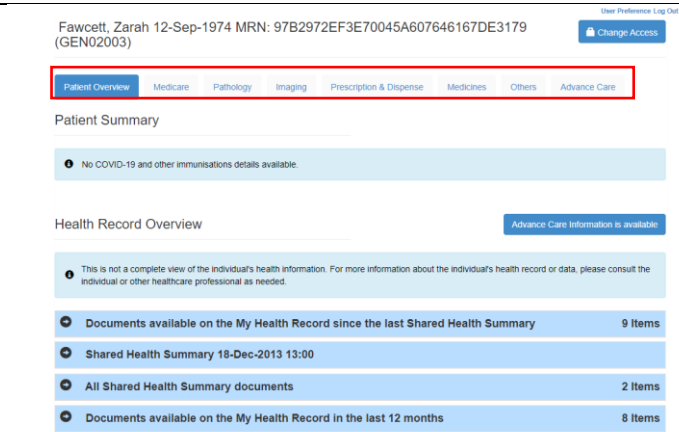 User Preference Log Out
Fawcett, Zarah 12-Sep-1974 MRN: 97B2972EF3E70045A607646167DE3179
(GEN02003)
Change Access
Patient Overview Medicare Pathology Imaging Prescription & Dispense Medicines Others Advance Care
Patient Summary
No COVID-19 and other immunisations details available.
Health Record Overview
Advance Care Information is available
This is not a complete view of the individual's health information. For more information about the individual's health record or data, please consult the
individual or other healthcare professional as needed.
Documents available on the My Health Record since the last Shared Health Summary 9 Items
Shared Health Summary 18-Dec-2013 13:00
All Shared Health Summary documents 2 Items
Documents available on the My Health Record in the last 12 months 8 Items